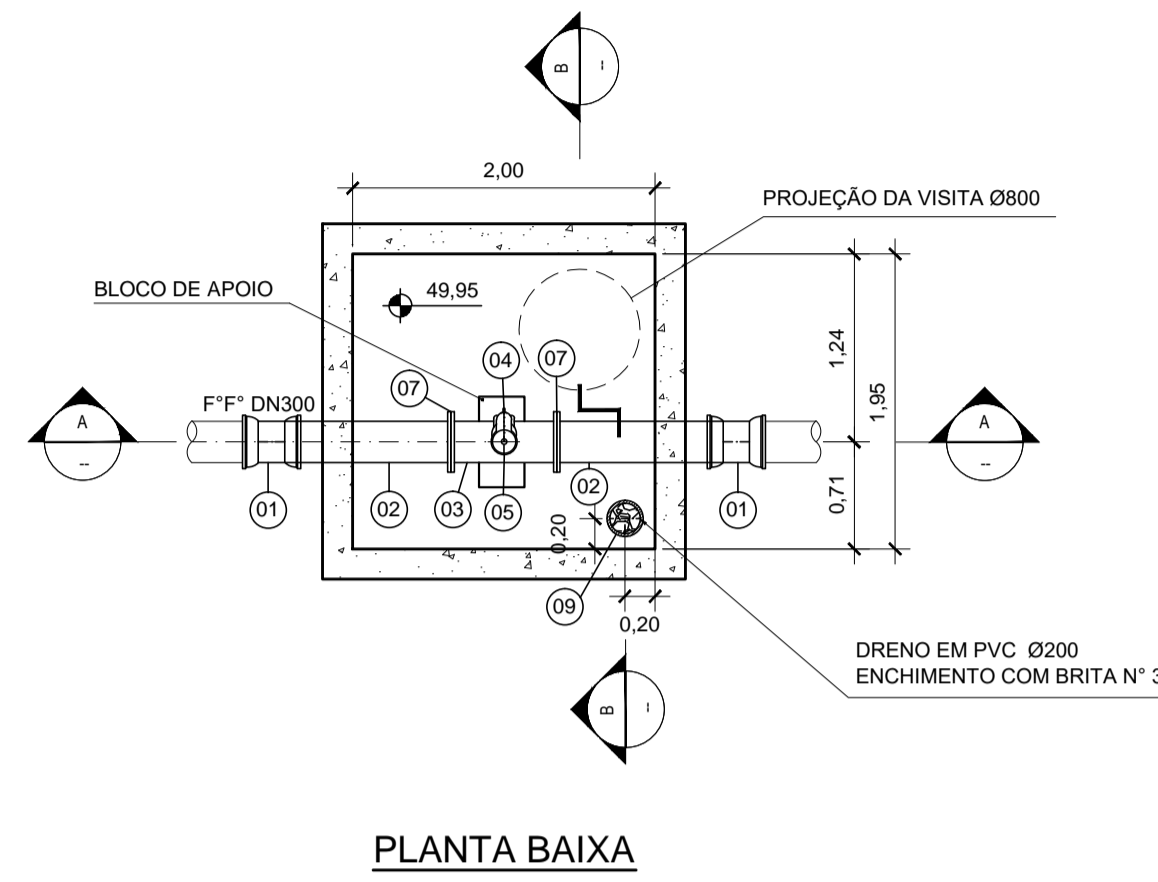 B
--
2,00
PROJEÇÃO DA VISITA Ø800
BLOCO DE APOIO
49,95
1,24
1,95
04
07
07
F°F° DN300
A
--
A
--
01
02
03
05
02
01
0,71
0,20
09
0,20
DRENO EM PVC Ø200
ENCHIMENTO COM BRITA N° 3
B
--
PLANTA BAIXA